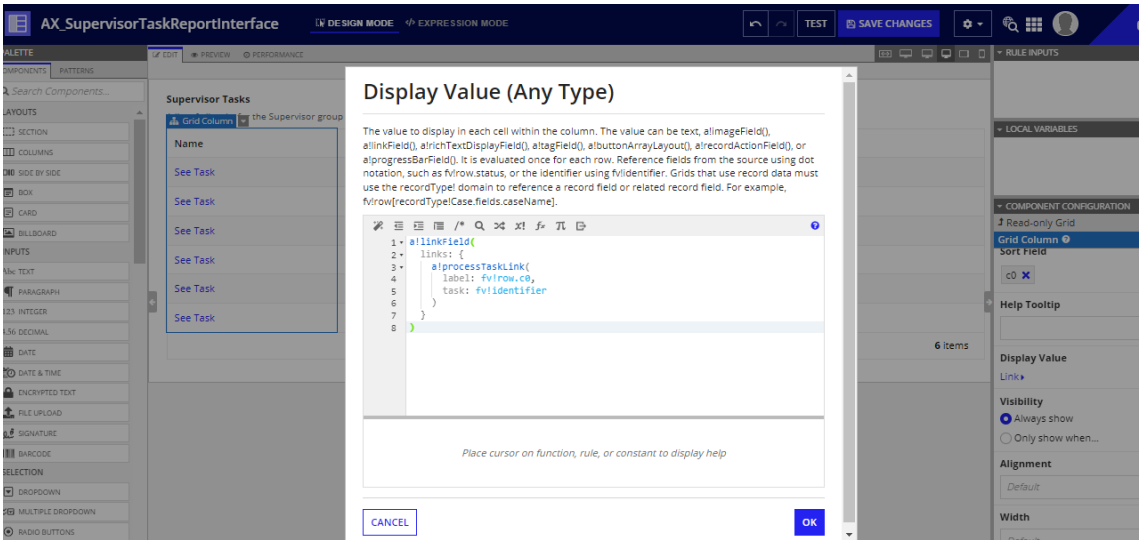 AX_SupervisorTaskReportInterface
DESIGN MODE
</> EXPRESSION MODE
TEST
SAVE CHANGES
PALETTE
COMPONENTS
PATTERNS
Search Components...
LAYOUTS
SECTION
COLUMNS
SIDE BY SIDE
BOX
CARD
BILLBOARD
INPUTS
Abc TEXT
PARAGRAPH
123 INTEGER
4.56 DECIMAL
DATE
DATE & TIME
ENCRYPTED TEXT
FILE UPLOAD
SIGNATURE
BARCODE
SELECTION
DROPDOWN
MULTIPLE DROPDOWN
RADIO BUTTONS
EDIT
PREVIEW
PERFORMANCE
Supervisor Tasks
Grid Column
for the Supervisor group
Name
See Task
See Task
See Task
See Task
See Task
See Task
6 items
Display Value (Any Type)
The value to display in each cell within the column. The value can be text, a!imageField(),
a!linkField(), a!richTextDisplayField(), a!tagField(), a!buttonArrayLayout(), a!recordActionField(), or
a!progressBarField(). It is evaluated once for each row. Reference fields from the source using dot
notation, such as fv!row.status, or the identifier using fv!identifier. Grids that use record data must
use the recordType! domain to reference a record field or related record field. For example,
fv!row[recordType!Case.fields.caseName].
1 a!linkField(
2 links: {
3 a!processTaskLink(
4 label: fv!row.c0,
5 task: fv!identifier
6 )
7 }
8 )
Place cursor on function, rule, or constant to display help
CANCEL
OK
RULE INPUTS
LOCAL VARIABLES
COMPONENT CONFIGURATION
Read-only Grid
Grid Column
Sort Field
c0
Help Tooltip
Display Value
Link
Visibility
Always show
Only show when...
Alignment
Default
Width
Default